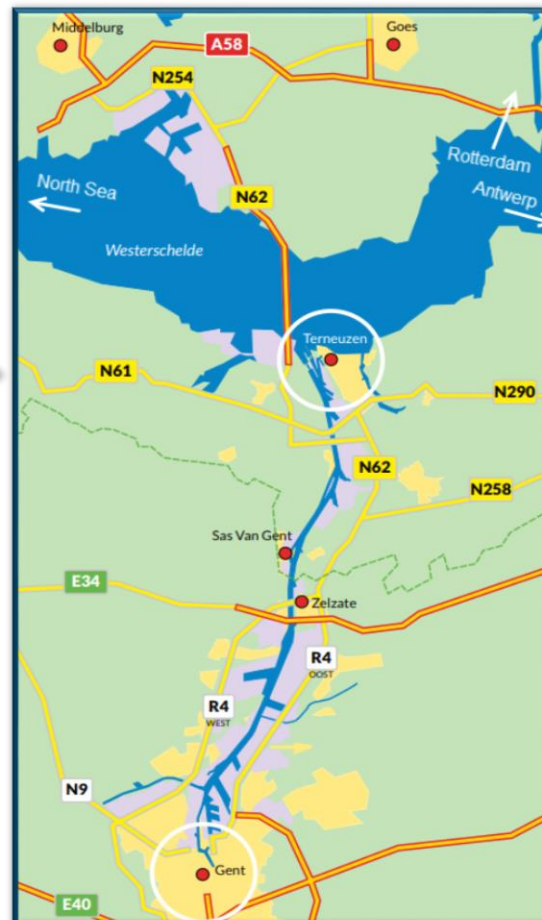 Middelburg
Goes
A58
N254
Rotterdam
North Sea
N62
Antwerp
Westerschelde
Terneuzen
N61
N290
N62
N258
Sas Van Gent
E34
Zelzate
R4
OOST
R4
WEST
N9
Gent
E40